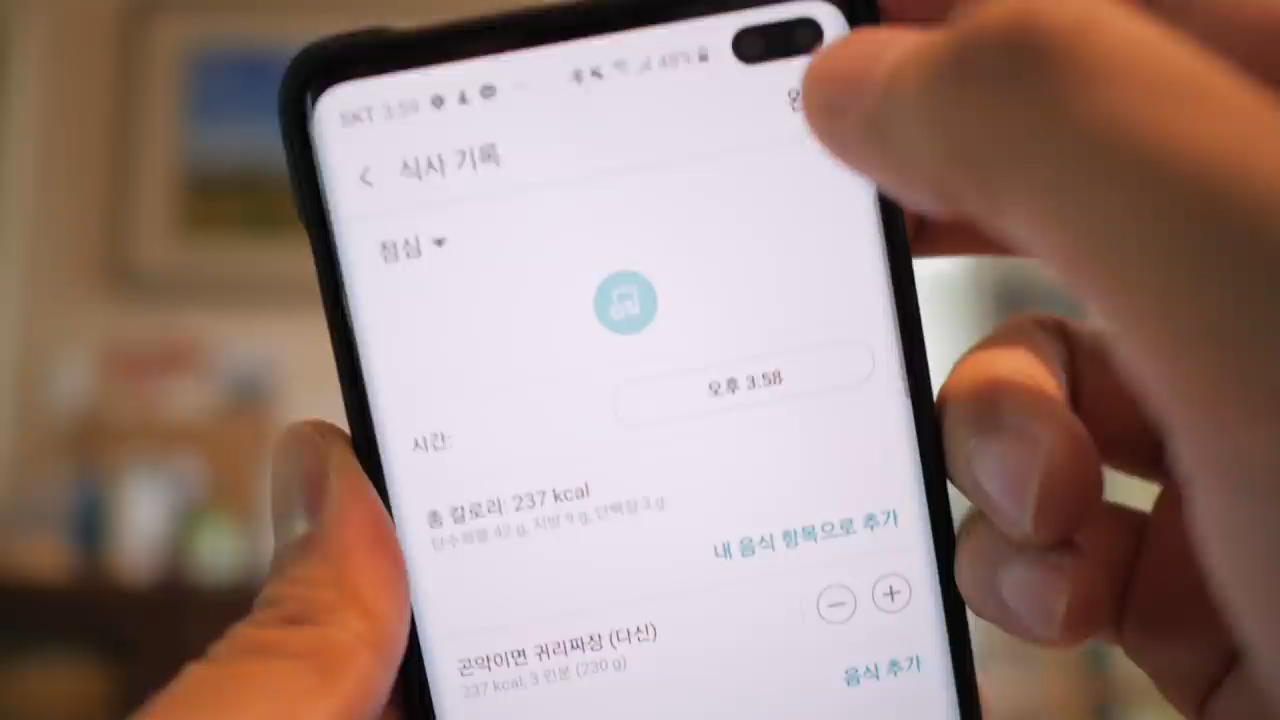 SKT 3:59 48%
식사 기록
점심
오후 3:58
시간:
총 칼로리: 237 kcal
탄수화물 42 g, 지방 9 g, 단백질 3 g
내 음식 항목으로 추가
곤약이면 귀리짜장 (다신)
237 kcal, 3 인분 (230 g)
음식 추가